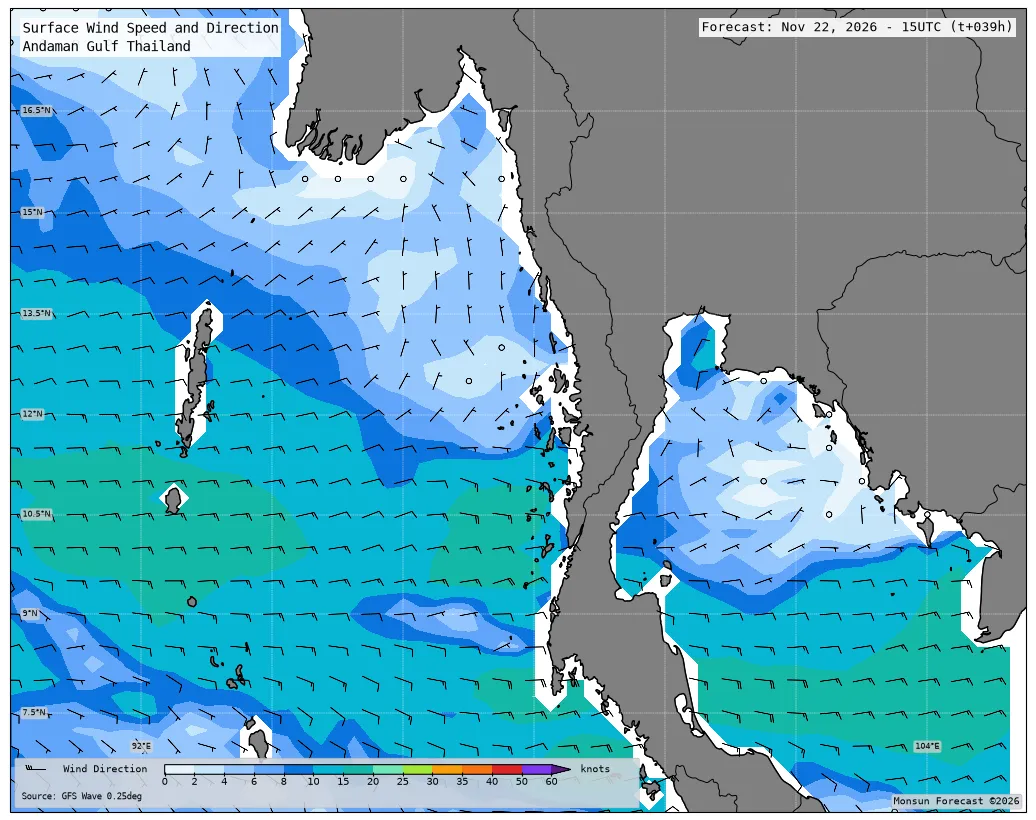 Surface Wind Speed and Direction
Andaman Gulf Thailand
Forecast: Nov 22, 2026 - 15UTC (t+039h)
16.5°N
15°N
13.5°N
12°N
10.5°N
9°N
7.5°N
92°E
104°E
Wind Direction
0 2 4 6 8 10 15 20 25 30 35 40 50 60
knots
Source: GFS Wave 0.25deg
Monsun Forecast ©2026